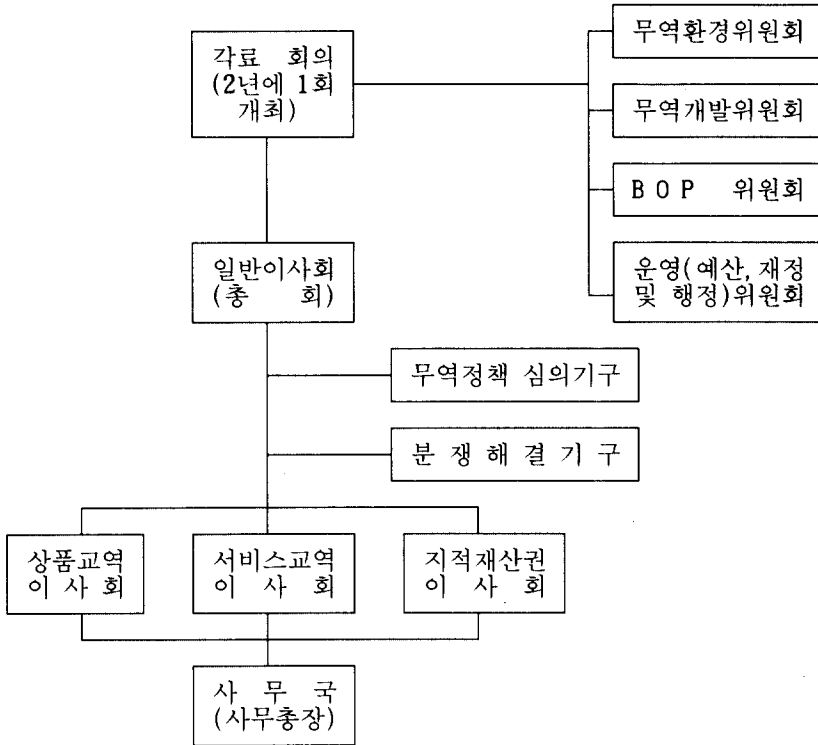 각료 회의
(2년에 1회
개최)
무역환경위원회
무역개발위원회
B O P 위원회
운영(예산, 재정
및 행정)위원회
일반이사회
(총 회)
무역정책 심의기구
분 쟁 해 결 기 구
상품교역
이 사 회
서비스교역
이 사 회
지적재산권
이 사 회
사 무 국
(사무총장)